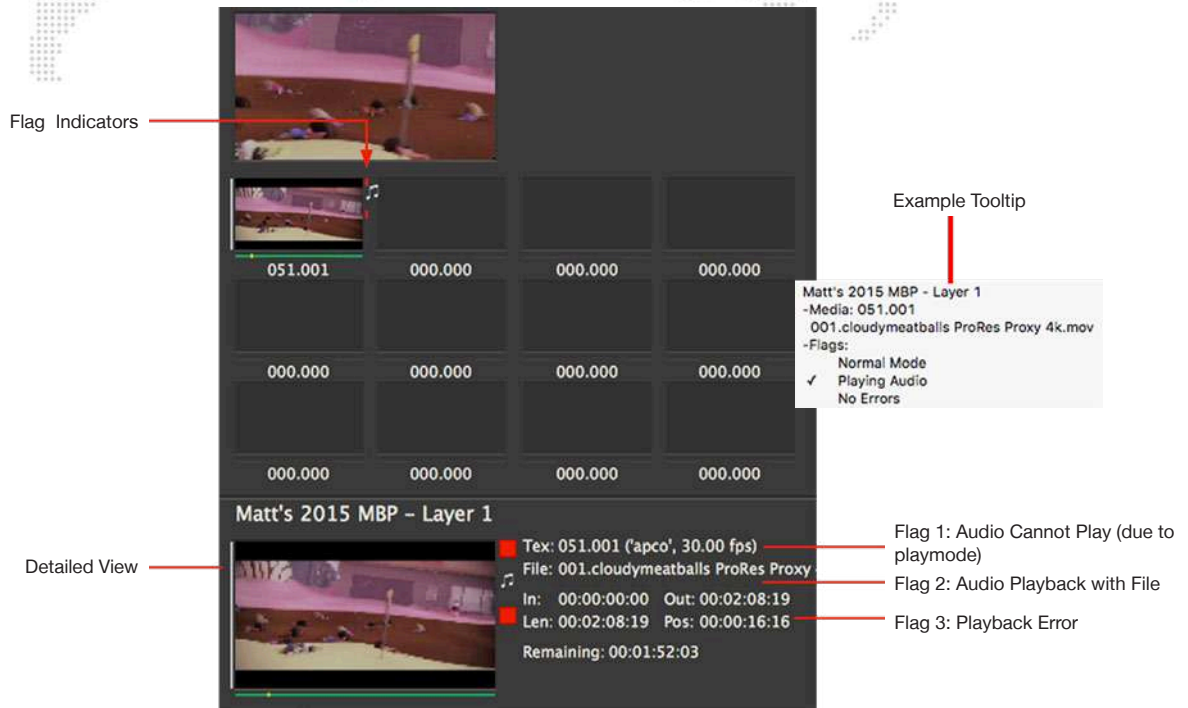 Flag Indicators
Example Tooltip
051.001 000.000 000.000 000.000
Matt's 2015 MBP - Layer 1
-Media: 051.001
001.cloudymeatballs ProRes Proxy 4k.mov
-Flags:
Normal Mode
✓ Playing Audio
No Errors
000.000 000.000 000.000 000.000
000.000 000.000 000.000 000.000
Matt's 2015 MBP – Layer 1
Detailed View
Tex: 051.001 ('apco', 30.00 fps)
File: 001.cloudymeatballs ProRes Proxy
In: 00:00:00:00 Out: 00:02:08:19
Len: 00:02:08:19 Pos: 00:00:16:16
Remaining: 00:01:52:03
Flag 1: Audio Cannot Play (due to
playmode)
Flag 2: Audio Playback with File
Flag 3: Playback Error